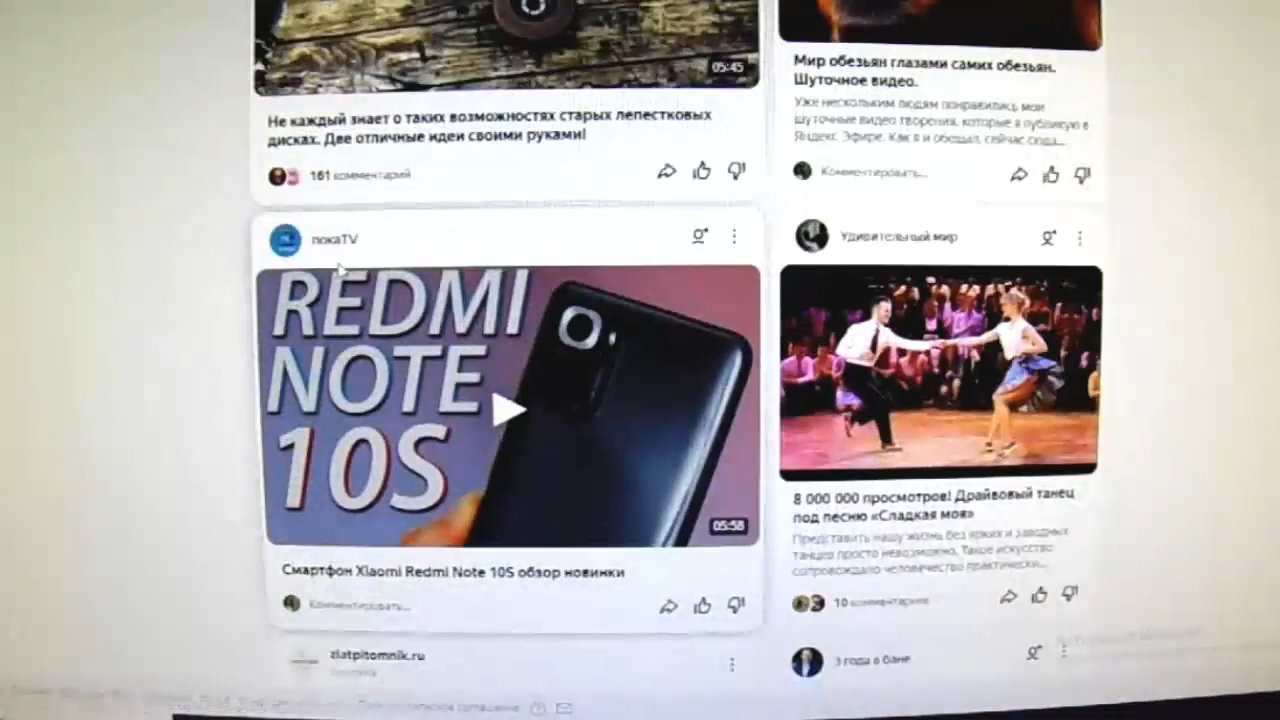 05:45
Не каждый знает о таких возможностях старых лепестковых
дисках. Две отличные идеи своими руками!
161 комментарий
Мир обезьян глазами самих обезьян.
Шуточное видео.
Уже нескольким людям понравились мои
шуточные видео творения, которые я публикую в
Яндекс Эфире. Как я и обещал, сейчас сюда...
Комментировать...
покаTV
REDMI
NOTE
10S
05:58
Смартфон Xiaomi Redmi Note 10S обзор новинки
Комментировать...
Удивительный мир
8 000 000 просмотров! Драйвовый танец
под песню «Сладкая моя»
Представить нашу жизнь без ярких и заводных
танцев просто невозможно. Такое искусство
сопровождало человечество практически...
10 комментариев
zlatpitomnik.ru
3 года о бане